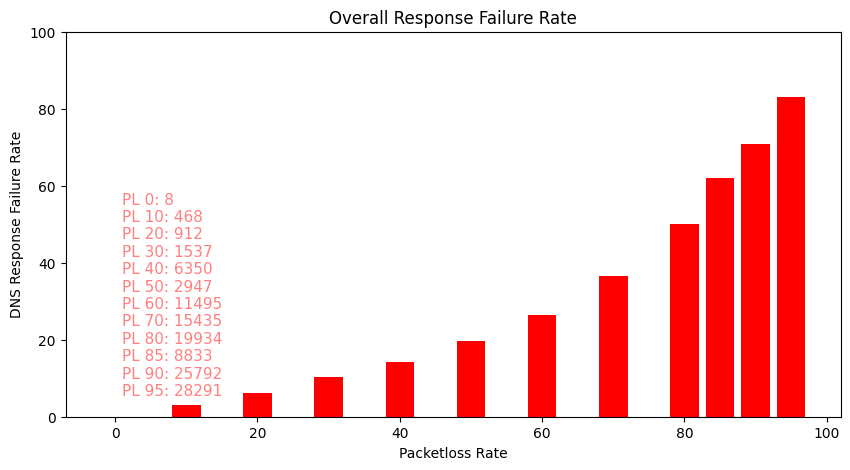 Overall Response Failure Rate
100
80
60
40
20
0
DNS Response Failure Rate
PL 0: 8
PL 10: 468
PL 20: 912
PL 30: 1537
PL 40: 6350
PL 50: 2947
PL 60: 11495
PL 70: 15435
PL 80: 19934
PL 85: 8833
PL 90: 25792
PL 95: 28291
0 20 40 60 80 100
Packetloss Rate